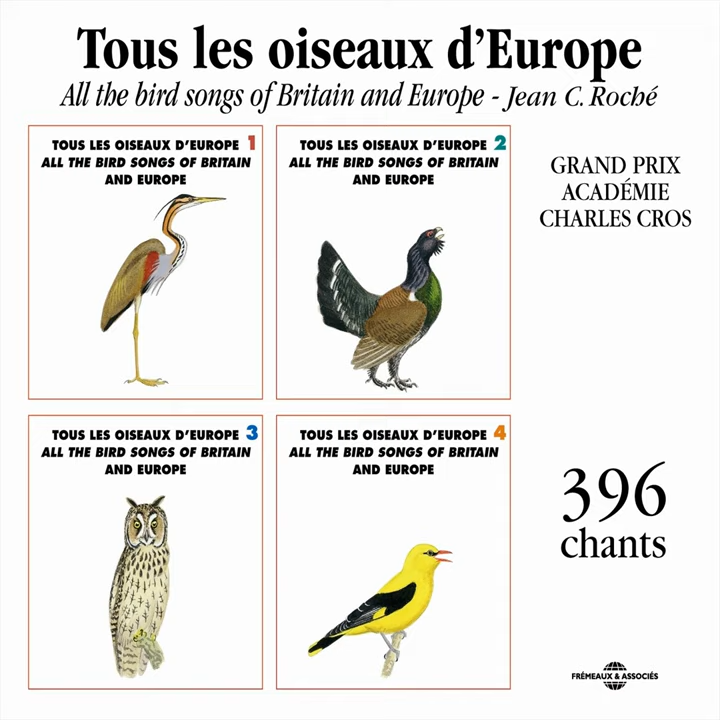 Tous les oiseaux d'Europe
All the bird songs of Britain and Europe - Jean C. Roché
TOUS LES OISEAUX D'EUROPE 1
ALL THE BIRD SONGS OF BRITAIN
AND EUROPE
TOUS LES OISEAUX D'EUROPE 2
ALL THE BIRD SONGS OF BRITAIN
AND EUROPE
GRAND PRIX
ACADÉMIE
CHARLES CROS
TOUS LES OISEAUX D'EUROPE 3
ALL THE BIRD SONGS OF BRITAIN
AND EUROPE
TOUS LES OISEAUX D'EUROPE 4
ALL THE BIRD SONGS OF BRITAIN
AND EUROPE
396
chants
FRÉMEAUX & ASSOCIÉS